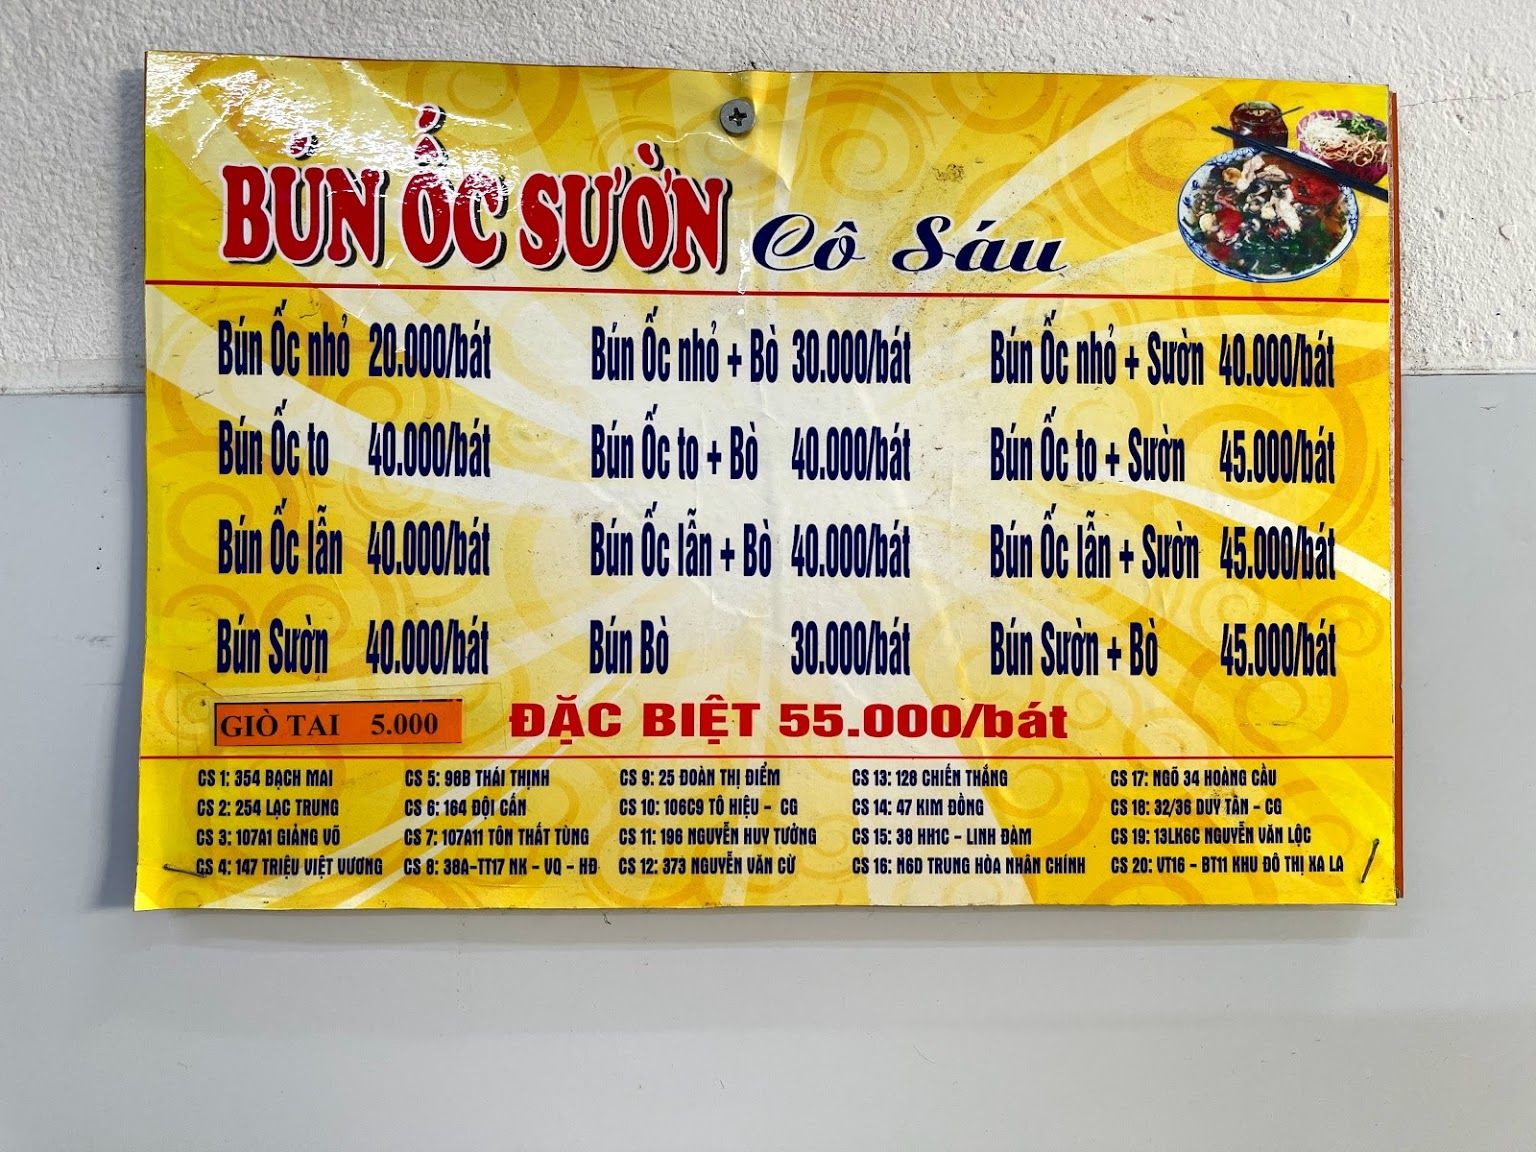 BÚN ỐC SƯỜN Cô Sáu
Bún Ốc nhỏ 20.000/bát Bún Ốc nhỏ + Bò 30.000/bát Bún Ốc nhỏ + Sườn 40.000/bát
Bún Ốc to 40.000/bát Bún Ốc to + Bò 40.000/bát Bún Ốc to + Sườn 45.000/bát
Bún Ốc lẫn 40.000/bát Bún Ốc lẫn + Bò 40.000/bát Bún Ốc lẫn + Sườn 45.000/bát
Bún Sườn 40.000/bát Bún Bò 30.000/bát Bún Sườn + Bò 45.000/bát
GIÒ TAI 5.000 ĐẶC BIỆT 55.000/bát
CS 1: 354 BẠCH MAI CS 5: 98B THÁI THỊNH CS 9: 25 ĐOÀN THỊ ĐIỂM CS 13: 128 CHIẾN THẮNG CS 17: NGÕ 34 HOÀNG CẦU
CS 2: 254 LẠC TRUNG CS 6: 164 ĐỘI CẤN CS 10: 106C9 TÔ HIỆU - CG CS 14: 47 KIM ĐỒNG CS 18: 32/36 DUY TÂN - CG
CS 3: 107A1 GIẢNG VÕ CS 7: 107A11 TÔN THẤT TÙNG CS 11: 196 NGUYỄN HUY TƯỞNG CS 15: 38 HH1C - LINH ĐÀM CS 19: 13LK6C NGUYỄN VĂN LỘC
CS 4: 147 TRIỆU VIỆT VƯƠNG CS 8: 38A-TT17 NK - VQ - HĐ CS 12: 373 NGUYỄN VĂN CỪ CS 16: N6D TRUNG HÒA NHÂN CHÍNH CS 20: VT16 - BT11 KHU ĐÔ THỊ XA LA